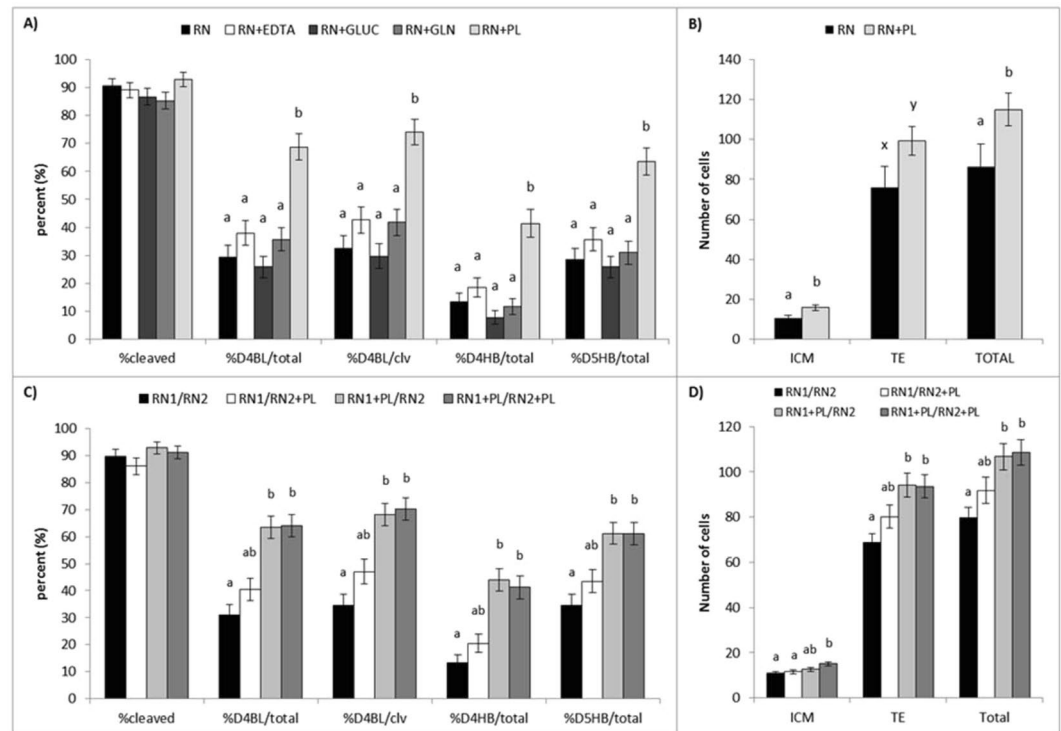 A)
RN RN+EDTA RN+GLUC RN+GLN RN+PL
percent (%)
100
90
80
70
60
50
40
30
20
10
0
a a a a b
a a a a b
a a a a b
a a a a b
%cleaved %D4BL/total %D4BL/clv %D4HB/total %D5HB/total
B)
RN RN+PL
Number of cells
140
120
100
80
60
40
20
0
a b
x y
a b
ICM TE TOTAL
C)
RN1/RN2 RN1/RN2+PL RN1+PL/RN2 RN1+PL/RN2+PL
percent (%)
100
90
80
70
60
50
40
30
20
10
0
a ab b b
a ab b b
a ab b b
a ab b b
%cleaved %D4BL/total %D4BL/clv %D4HB/total %D5HB/total
D)
RN1/RN2 RN1/RN2+PL
RN1+PL/RN2 RN1+PL/RN2+PL
Number of cells
120
100
80
60
40
20
0
a a ab b
a ab b b
a ab b b
ICM TE Total